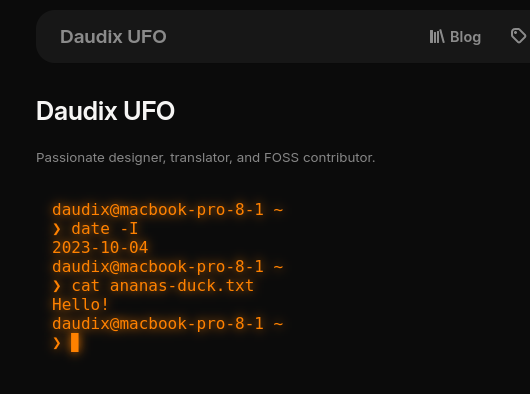 Daudix UFO
Blog
Daudix UFO
Passionate designer, translator, and FOSS contributor.
daudix@macbook-pro-8-1 ~
❯ date -I
2023-10-04
daudix@macbook-pro-8-1 ~
❯ cat ananas-duck.txt
Hello!
daudix@macbook-pro-8-1 ~
❯